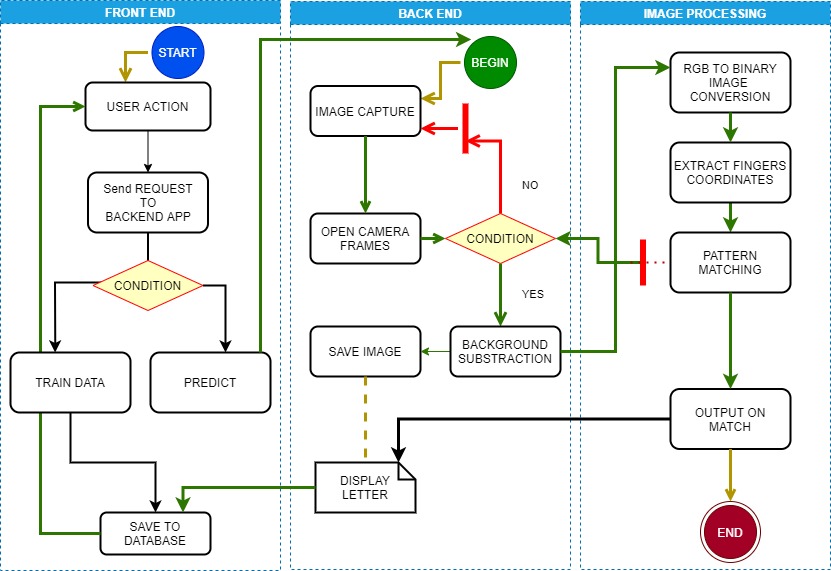 FRONT END
BACK END
IMAGE PROCESSING
START
USER ACTION
Send REQUEST
TO
BACKEND APP
CONDITION
TRAIN DATA
PREDICT
SAVE TO
DATABASE
BEGIN
IMAGE CAPTURE
NO
OPEN CAMERA
FRAMES
CONDITION
YES
SAVE IMAGE
BACKGROUND
SUBSTRACTION
DISPLAY
LETTER
RGB TO BINARY
IMAGE
CONVERSION
EXTRACT FINGERS
COORDINATES
PATTERN
MATCHING
OUTPUT ON
MATCH
END